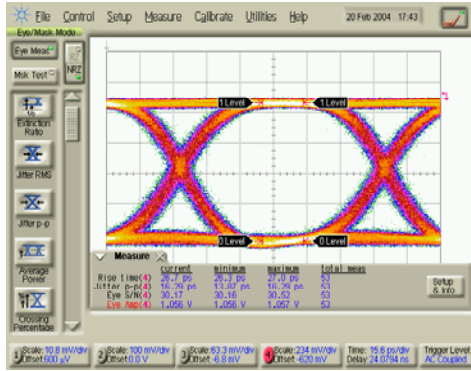 File Control Setup Measure Calibrate Utilities Help 20 Feb 2004 17:43
Eye/Mask Mode
Eye Meas
RZ
Msk Test
NRZ
Extinction
Ratio
Jitter RMS
Jitter p-p
Average
Power
Crossing
Percentage
1 Level 1 Level
0 Level 0 Level
Measure
current minimum maximum total meas
Rise time(4) 26.7 ps 26.3 ps 27.0 ps 53
Jitter p-p(4) 16.29 ps 13.87 ps 16.29 ps 53
Eye S/N(4) 30.17 30.16 30.52 53
Eye Amp(4) 1.056 V 1.056 V 1.057 V 53
Setup
& Info
1 Scale: 10.8 mV/div
Offset: 600 µV
2 Scale: 100 mV/div
Offset: 0.0 V
3 Scale: 63.3 mV/div
Offset: -6.8 mV
4 Scale: 234 mV/div
Offset: -620 mV
Time: 15.6 ps/div
Delay: 24.0794 ns
Trigger Level
AC Coupled